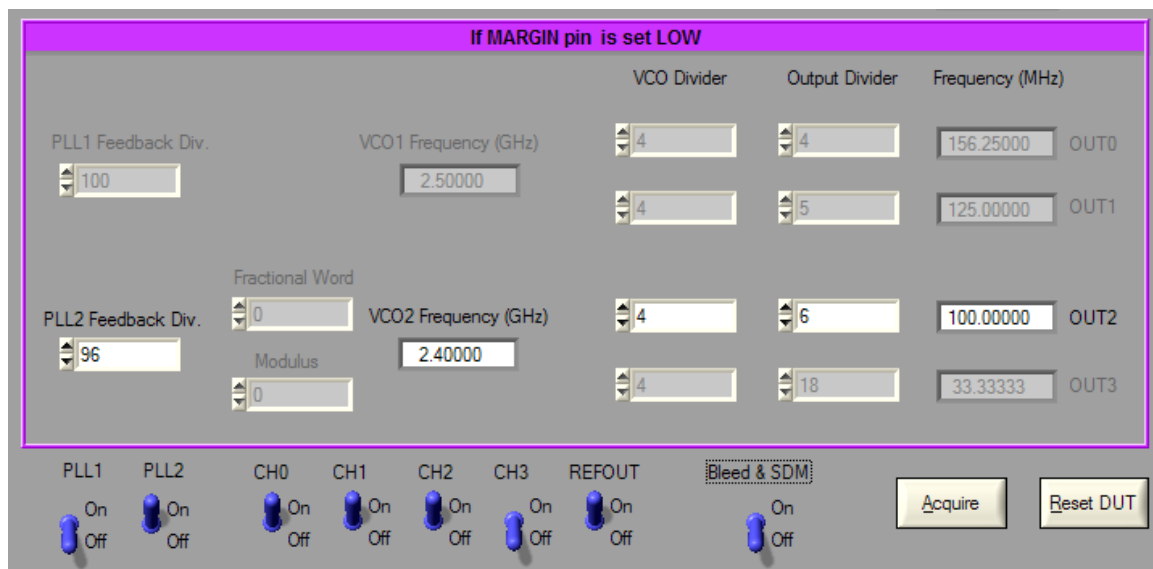 If MARGIN pin is set LOW
VCO Divider Output Divider Frequency (MHz)
PLL1 Feedback Div. VCO1 Frequency (GHz) 4 4 156.25000 OUT0
100 2.50000
4 5 125.00000 OUT1
Fractional Word
PLL2 Feedback Div. 0 VCO2 Frequency (GHz) 4 6 100.00000 OUT2
96 Modulus 2.40000
0 4 18 33.33333 OUT3
PLL1 PLL2 CH0 CH1 CH2 CH3 REFOUT Bleed & SDM
On On On On On On On On Acquire Reset DUT
Off Off Off Off Off Off Off Off